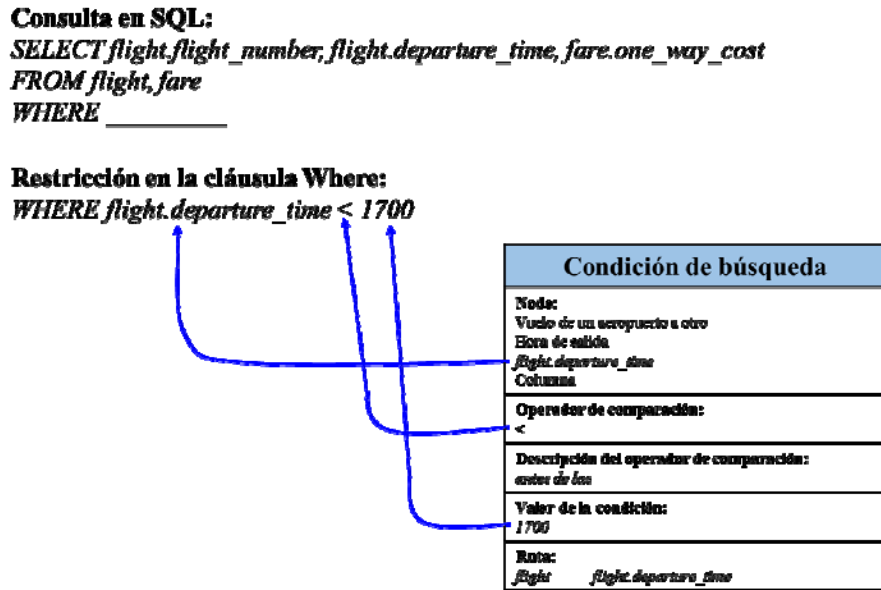 Consulta en SQL:
SELECT flight.flight_number, flight.departure_time, fare.one_way_cost
FROM flight, fare
WHERE _________
Restricción en la cláusula Where:
WHERE flight.departure_time < 1700
Condición de búsqueda
Nodo:
Vuelo de un aeropuerto a otro
Hora de salida
flight.departure_time
Columna
Operador de comparación:
<
Descripción del operador de comparación:
antes de las
Valor de la condición:
1700
Ruta:
flight flight.departure_time